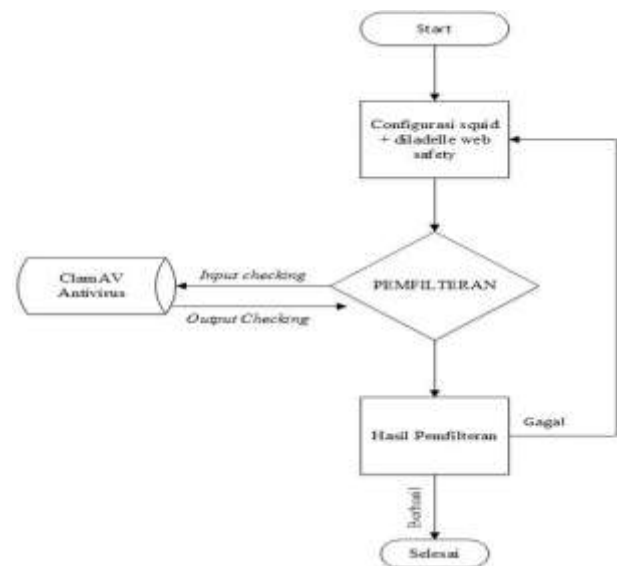 Start
Configurasi squid
+ diladelle web
safety
PEMFILTERAN
Input checking
ClamAV
Antivirus
Output Checking
Hasil Pemfilteran
Gagal
Berhasil
Selesai